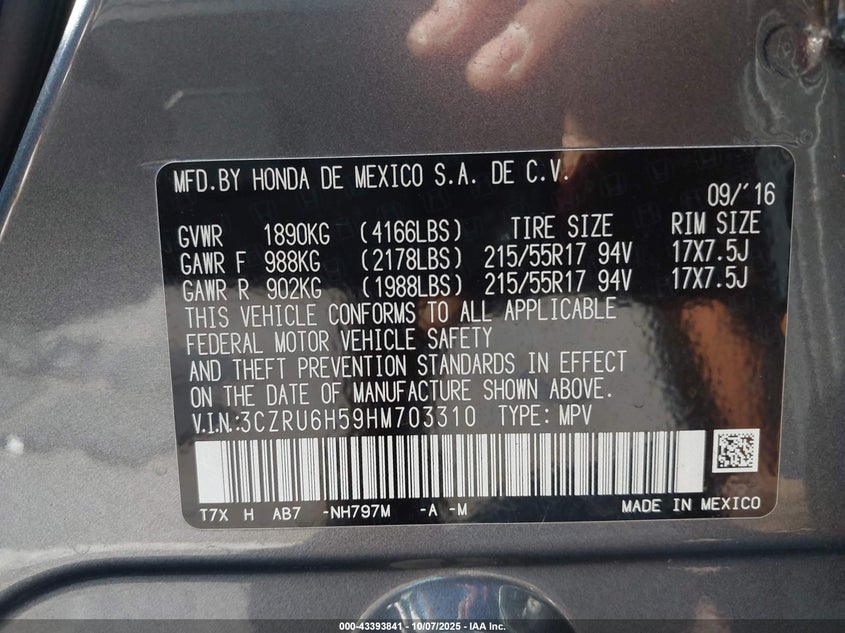 MFD.BY HONDA DE MEXICO S.A. DE C.V.
09/'16
GVWR 1890KG (4166LBS) TIRE SIZE RIM SIZE
GAWR F 988KG (2178LBS) 215/55R17 94V 17X7.5J
GAWR R 902KG (1988LBS) 215/55R17 94V 17X7.5J
THIS VEHICLE CONFORMS TO ALL APPLICABLE
FEDERAL MOTOR VEHICLE SAFETY
AND THEFT PREVENTION STANDARDS IN EFFECT
ON THE DATE OF MANUFACTURE SHOWN ABOVE.
V.I.N.:3CZRU6H59HM703310 TYPE: MPV
T7X H AB7 -NH797M -A -M MADE IN MEXICO
000-43393841 - 10/07/2025 - IAA Inc.